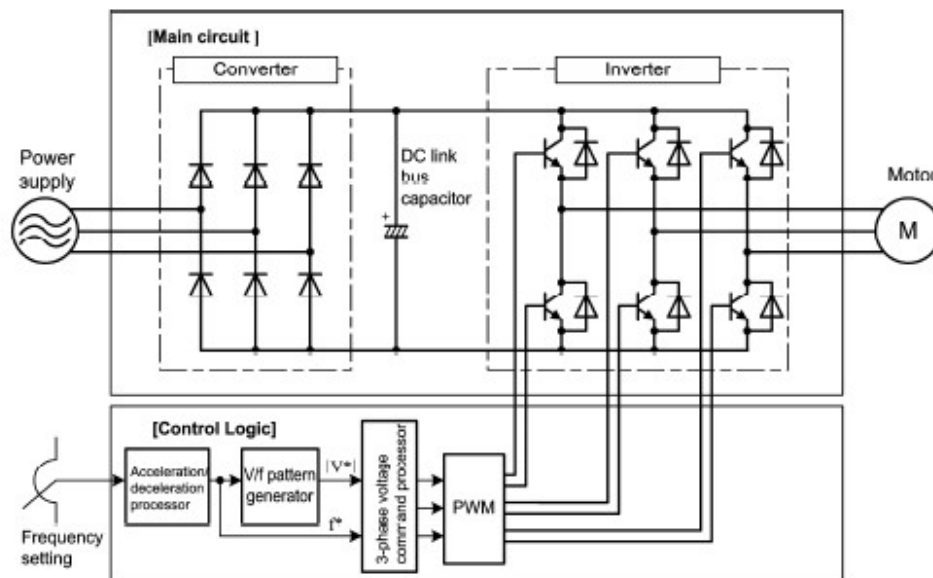 [Main circuit ]
Converter
Inverter
Power
supply
DC link
bus
capacitor
+
Motor
M
[Control Logic]
Acceleration/
deceleration
processor
V/f pattern
generator
|V*|
f*
3-phase voltage
command processor
PWM
Frequency
setting